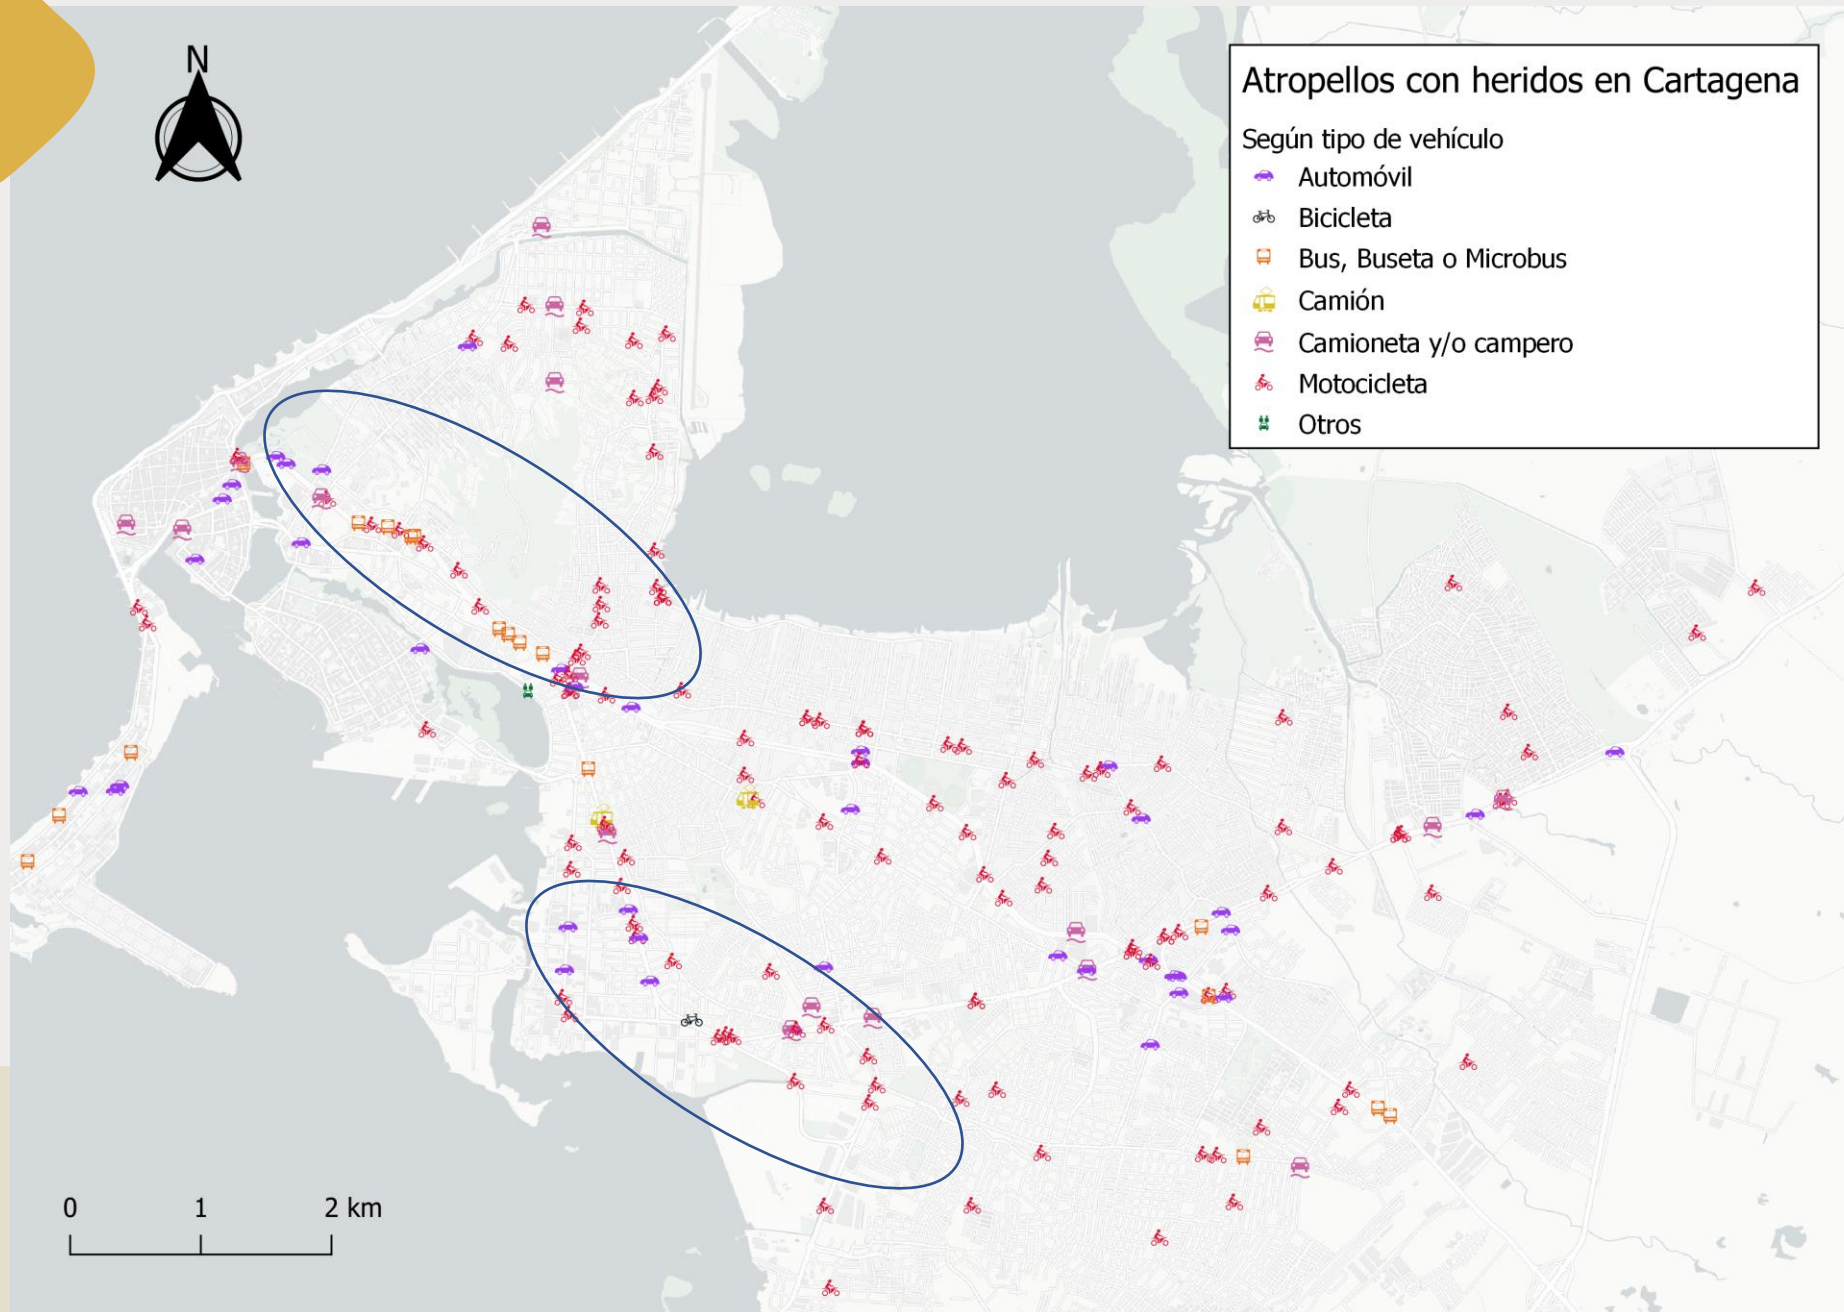 N
Atropellos con heridos en Cartagena
Según tipo de vehículo
Automóvil
Bicicleta
Bus, Buseta o Microbus
Camión
Camioneta y/o campero
Motocicleta
Otros
0 1 2 km